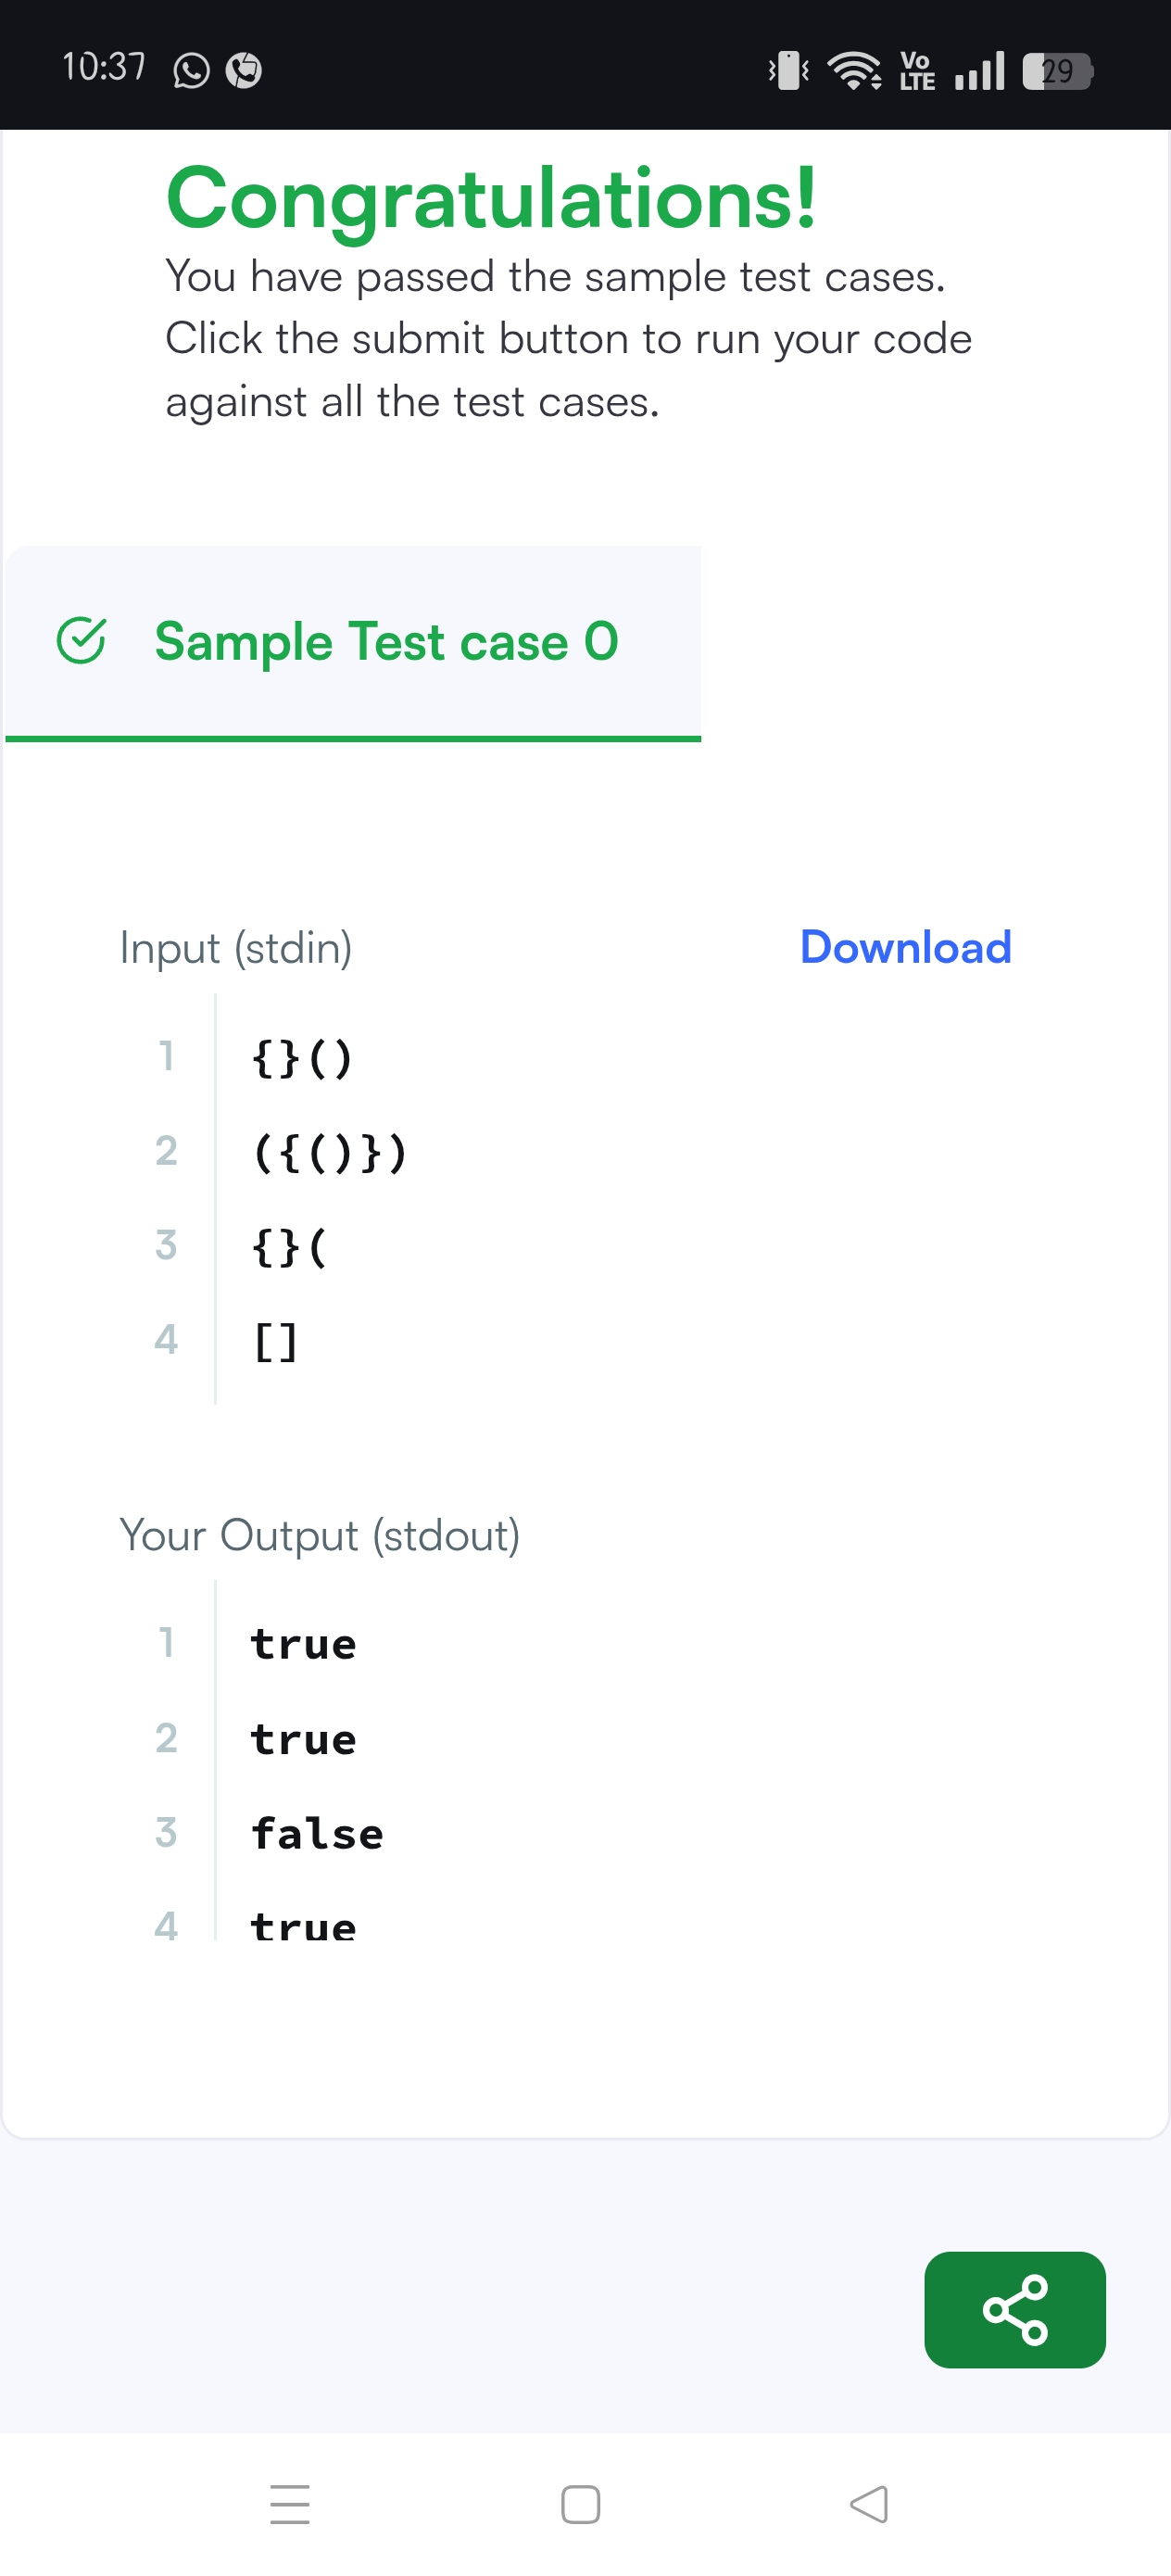 10:37 Vo LTE 29
Congratulations!
You have passed the sample test cases.
Click the submit button to run your code
against all the test cases.
Sample Test case 0
Input (stdin) Download
1 {}()
2 ({()})
3 {}(
4 []
Your Output (stdout)
1 true
2 true
3 false
4 true